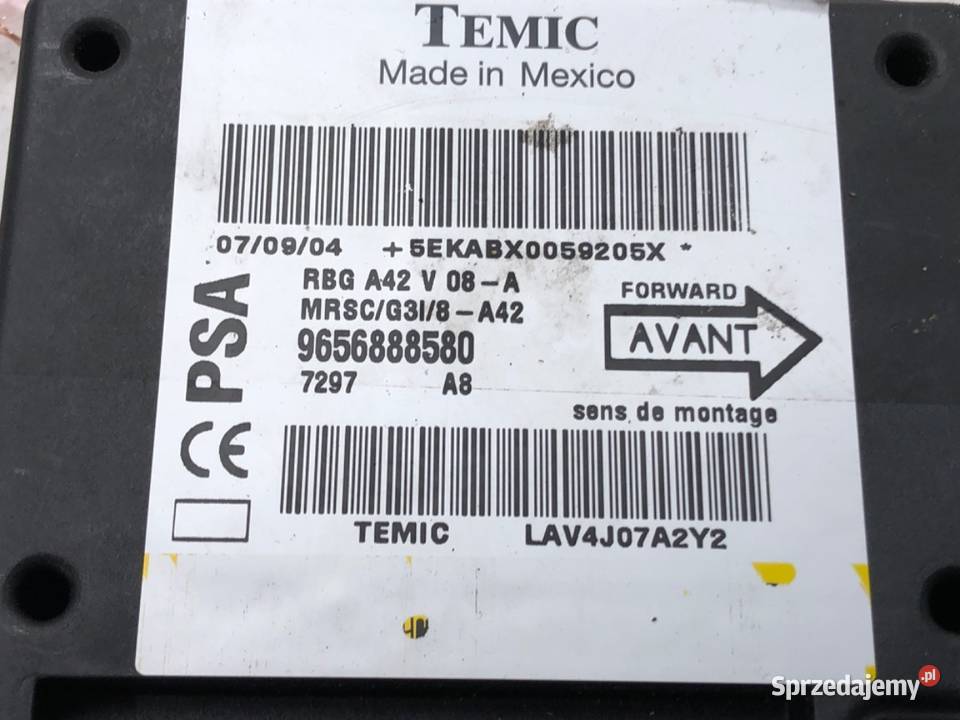 TEMIC
Made in Mexico
07/09/04 +5EKABX0059205X *
RBG A42 V 08-A
MRSC/G3I/8-A42
9656888580
7297 A8
PSA
CE
FORWARD
AVANT
sens de montage
TEMIC LAV4J07A2Y2
Sprzedajemy.pl